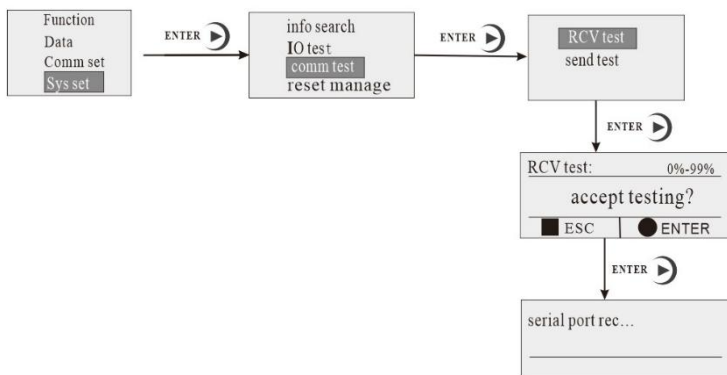 Function
Data
Comm set
Sys set
ENTER
info search
IO test
comm test
reset manage
ENTER
RCV test
send test
ENTER
RCV test: 0%-99%
accept testing?
ESC ENTER
ENTER
serial port rec...